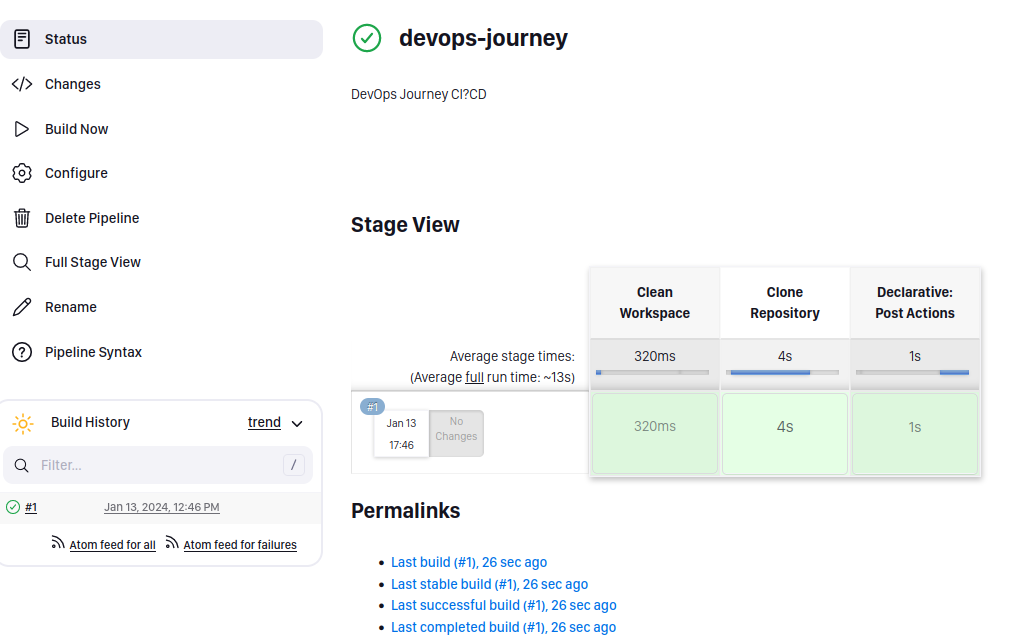 Status
Changes
Build Now
Configure
Delete Pipeline
Full Stage View
Rename
Pipeline Syntax
Build History
trend
Filter...
/
#1
Jan 13, 2024, 12:46 PM
Atom feed for all
Atom feed for failures
devops-journey
DevOps Journey CI?CD
Stage View
Clean
Workspace
Clone
Repository
Declarative:
Post Actions
Average stage times:
(Average full run time: ~13s)
320ms
4s
1s
#1
Jan 13
17:46
No
Changes
320ms
4s
1s
Permalinks
Last build (#1), 26 sec ago
Last stable build (#1), 26 sec ago
Last successful build (#1), 26 sec ago
Last completed build (#1), 26 sec ago